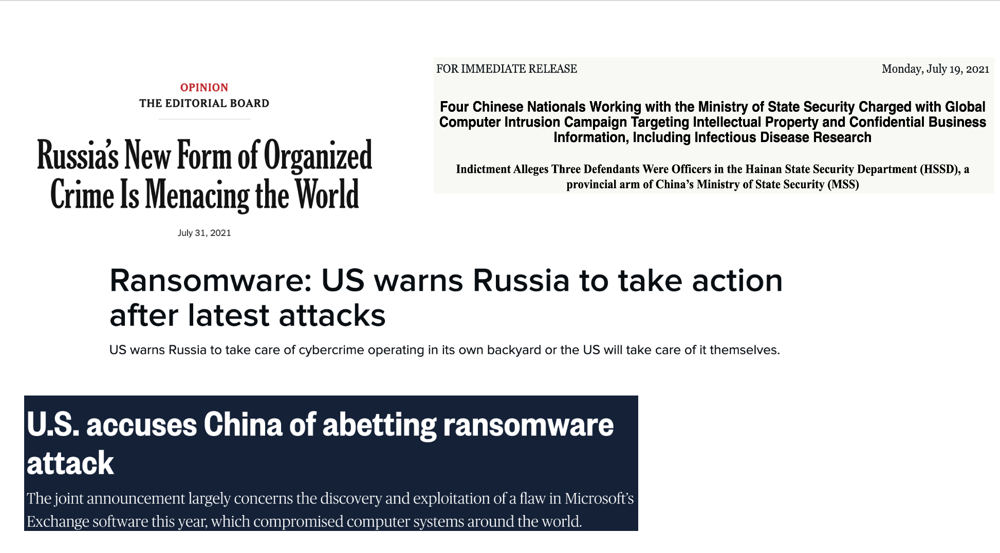 OPINION
THE EDITORIAL BOARD
Russia’s New Form of Organized
Crime Is Menacing the World
July 31, 2021
FOR IMMEDIATE RELEASE
Monday, July 19, 2021
Four Chinese Nationals Working with the Ministry of State Security Charged with Global
Computer Intrusion Campaign Targeting Intellectual Property and Confidential Business
Information, Including Infectious Disease Research
Indictment Alleges Three Defendants Were Officers in the Hainan State Security Department (HSSD), a
provincial arm of China’s Ministry of State Security (MSS)
Ransomware: US warns Russia to take action
after latest attacks
US warns Russia to take care of cybercrime operating in its own backyard or the US will take care of it themselves.
U.S. accuses China of abetting ransomware
attack
The joint announcement largely concerns the discovery and exploitation of a flaw in Microsoft’s
Exchange software this year, which compromised computer systems around the world.